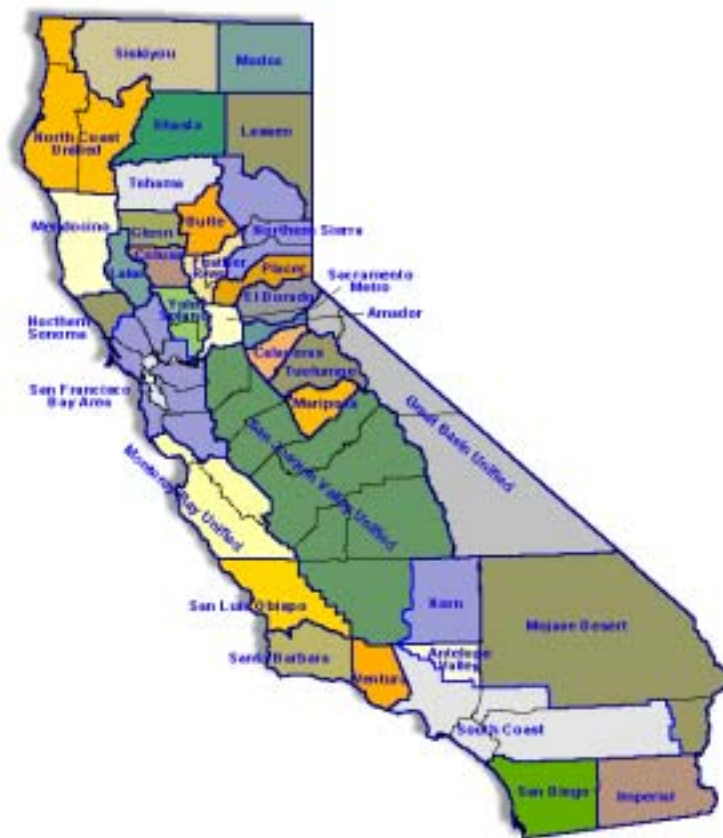 Siskiyou
Modoc
North Coast
Unified
Shasta
Lassen
Tehama
Mendocino
Glenn
Butte
Northern Sierra
Colusa
Lake
Feather
River
Placer
Sacramento
Metro
El Dorado
Yolo
Solano
Amador
Northern
Sonoma
Calaveras
Tuolumne
San Francisco
Bay Area
Mariposa
Great Basin Unified
San Joaquin Valley Unified
Monterey Bay Unified
San Luis Obispo
Kern
Mojave Desert
Santa Barbara
Antelope
Valley
Ventura
South Coast
San Diego
Imperial